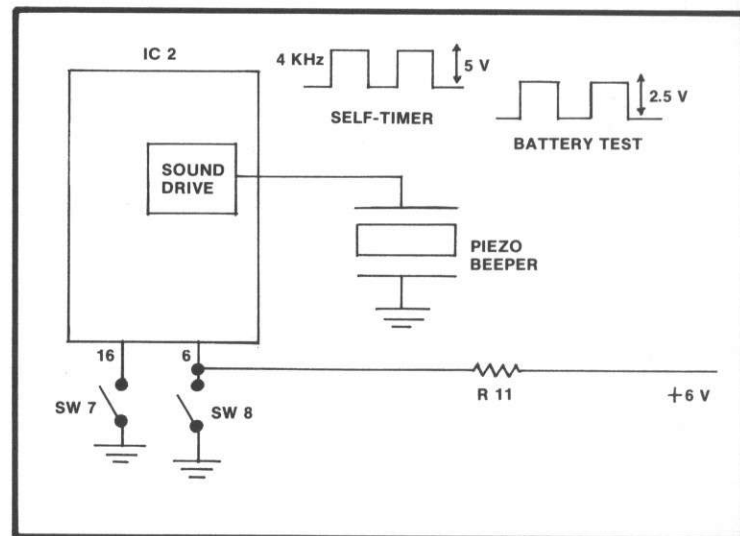 IC 2
4 KHz
5 V
SELF-TIMER
2.5 V
BATTERY TEST
SOUND
DRIVE
PIEZO
BEEPER
16
6
SW 7
SW 8
R 11
+6 V